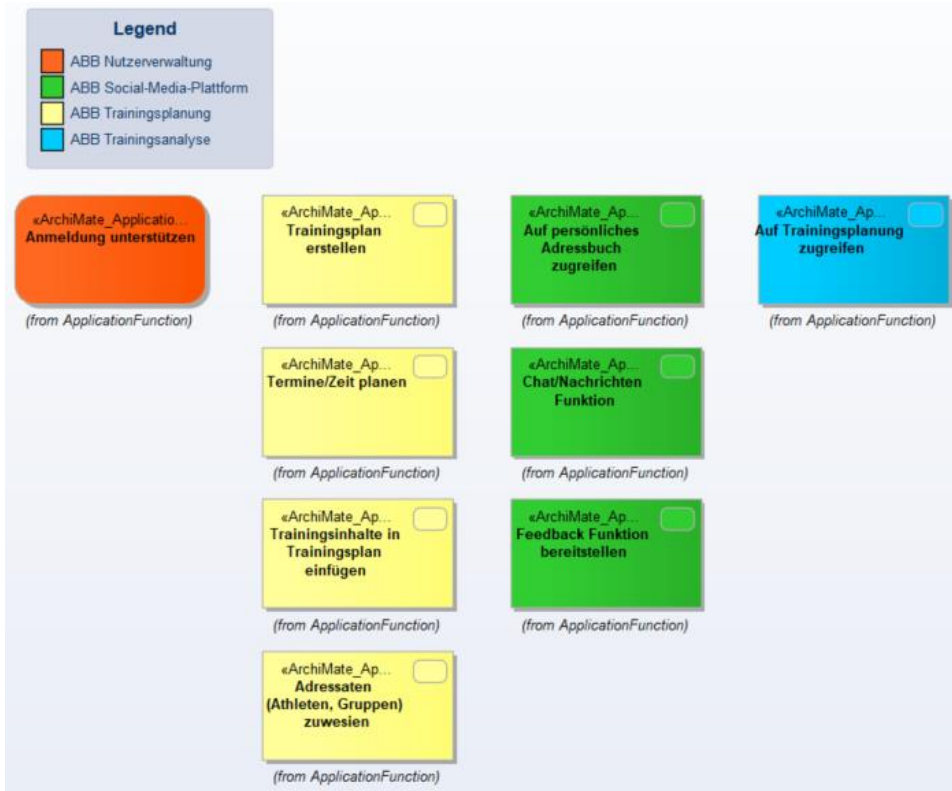 Legend
ABB Nutzerverwaltung
ABB Social-Media-Plattform
ABB Trainingsplanung
ABB Trainingsanalyse
«ArchiMate_Applicatio...
Anmeldung unterstützen
(from ApplicationFunction)
«ArchiMate_Ap...
Trainingsplan
erstellen
(from ApplicationFunction)
«ArchiMate_Ap...
Auf persönliches
Adressbuch
zugreifen
(from ApplicationFunction)
«ArchiMate_Ap...
Auf Trainingsplanung
zugreifen
(from ApplicationFunction)
«ArchiMate_Ap...
Termine/Zeit planen
(from ApplicationFunction)
«ArchiMate_Ap...
Chat/Nachrichten
Funktion
(from ApplicationFunction)
«ArchiMate_Ap...
Trainingsinhalte in
Trainingsplan
einfügen
(from ApplicationFunction)
«ArchiMate_Ap...
Feedback Funktion
bereitstellen
(from ApplicationFunction)
«ArchiMate_Ap...
Adressaten
(Athleten, Gruppen)
zuwesien
(from ApplicationFunction)